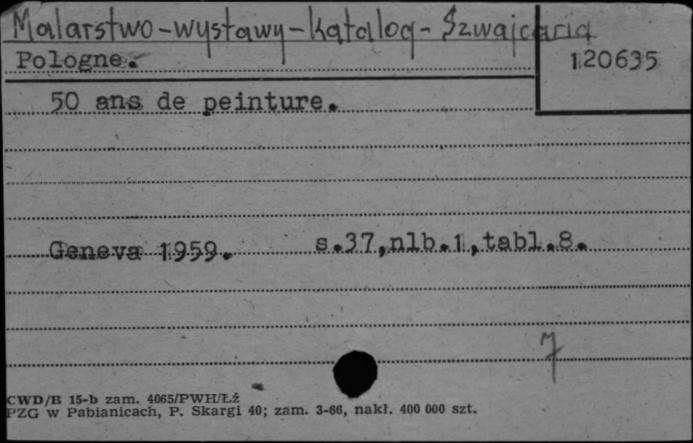 Malarstwo-wystawy-katalog-Szwajcaria
Pologne.
120635
50 ans de peinture.
Geneva 1959. s.37,nlb.1,tabl.8.
7
CWD/B 15-b zam. 4065/PWH/Łż
PZG w Pabianicach, P. Skargi 40; zam. 3-66, nakł. 400 000 szt.